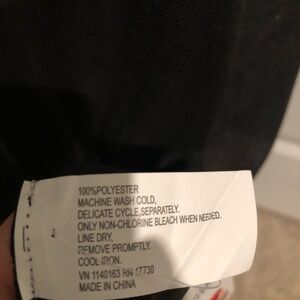 100%POLYESTER
MACHINE WASH COLD,
DELICATE CYCLE,SEPARATELY.
ONLY NON-CHLORINE BLEACH WHEN NEEDED.
LINE DRY.
REMOVE PROMPTLY.
COOL IRON.
VN 1140163 RN 17730
MADE IN CHINA